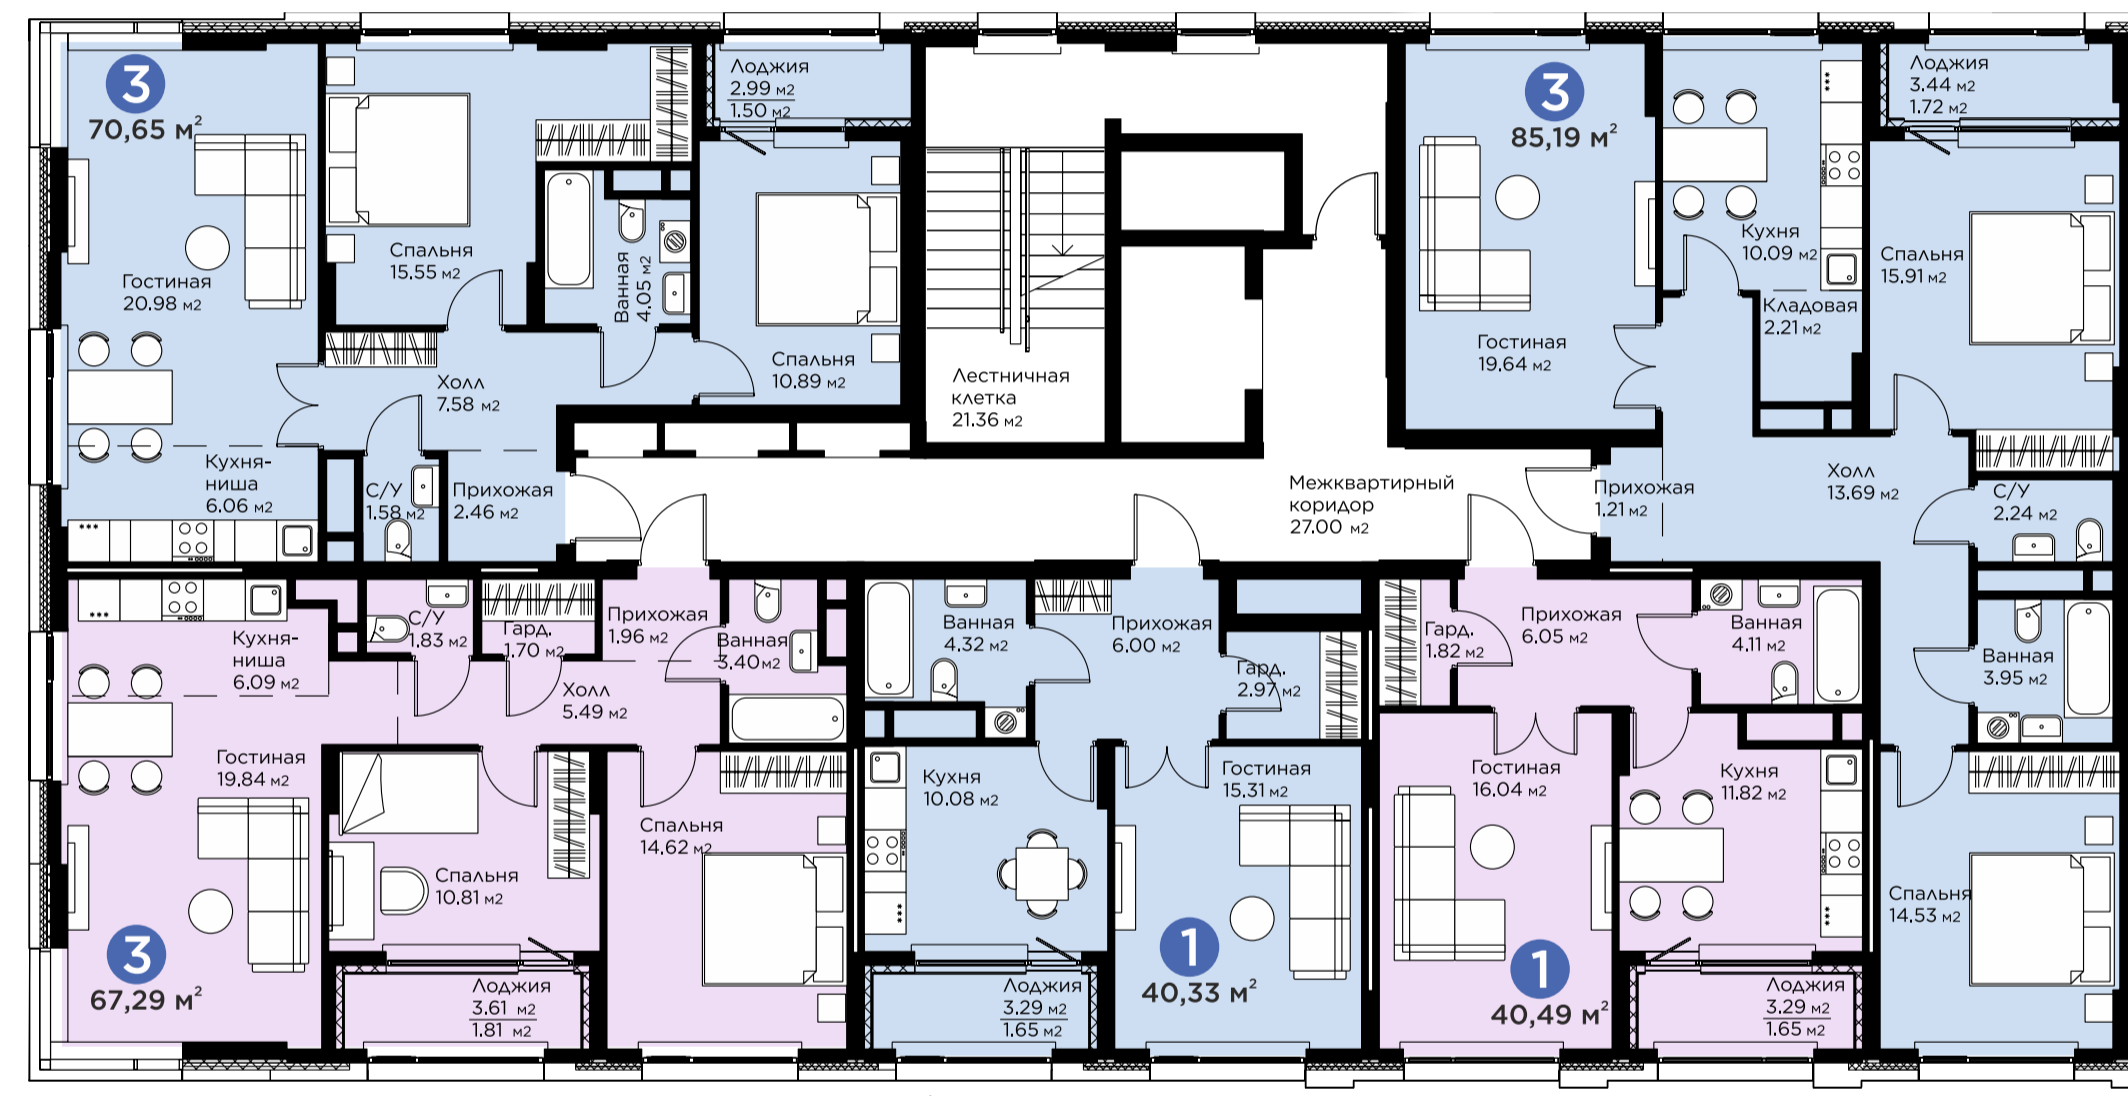 3
70,65 м²
Гостиная
20.98 м2
Кухня-
ниша
6.06 м2
Спальня
15.55 м2
Холл
7.58 м2
С/У
1.58 м2
Прихожая
2.46 м2
Ванная
4.05 м2
Лоджия
2.99 м2
1.50 м2
Спальня
10.89 м2
Лестничная
клетка
21.36 м2
Межквартирный
коридор
27.00 м2
3
85,19 м²
Гостиная
19.64 м2
Кухня
10.09 м2
Кладовая
2.21 м2
Лоджия
3.44 м2
1.72 м2
Спальня
15.91 м2
Прихожая
1.21 м2
Холл
13.69 м2
С/У
2.24 м2
Ванная
3.95 м2
Спальня
14.53 м2
Кухня-
ниша
6.09 м2
С/У
1.83 м2
Гард.
1.70 м2
Прихожая
1.96 м2
Ванная
3.40 м2
Холл
5.49 м2
Гостиная
19.84 м2
Спальня
10.81 м2
Спальня
14.62 м2
3
67,29 м²
Лоджия
3.61 м2
1.81 м2
Ванная
4.32 м2
Прихожая
6.00 м2
Гард.
2.97 м2
Кухня
10.08 м2
Гостиная
15.31 м2
1
40,33 м²
Лоджия
3.29 м2
1.65 м2
Гард.
1.82 м2
Прихожая
6.05 м2
Ванная
4.11 м2
Гостиная
16.04 м2
Кухня
11.82 м2
1
40,49 м²
Лоджия
3.29 м2
1.65 м2